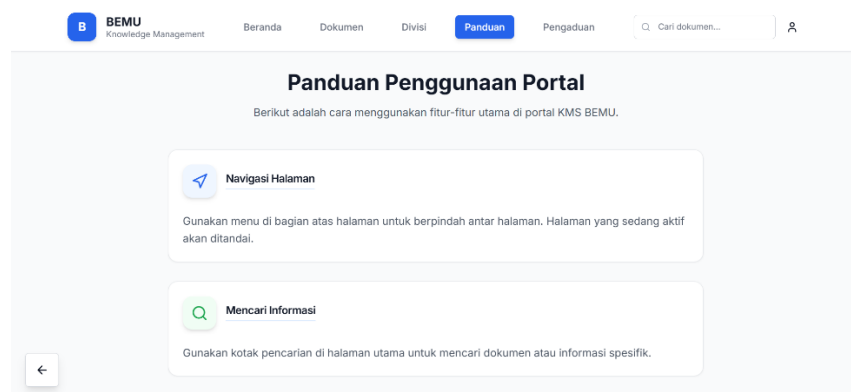 B
BEMU
Knowledge Management
Beranda
Dokumen
Divisi
Panduan
Pengaduan
Cari dokumen...
Panduan Penggunaan Portal
Berikut adalah cara menggunakan fitur-fitur utama di portal KMS BEMU.
Navigasi Halaman
Gunakan menu di bagian atas halaman untuk berpindah antar halaman. Halaman yang sedang aktif
akan ditandai.
Mencari Informasi
Gunakan kotak pencarian di halaman utama untuk mencari dokumen atau informasi spesifik.